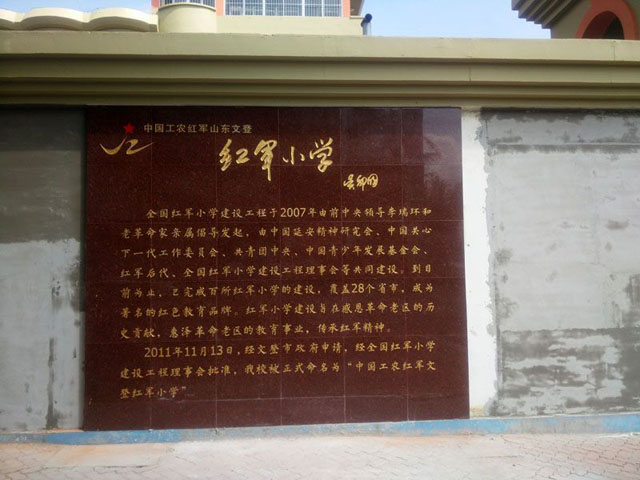 中国工农红军山东文登
红军小学
全国红军小学建设工程于2007年由前中央领导李瑞环和
老革命家亲属倡导发起，由中国延安精神研究会、中国关心
下一代工作委员会、共青团中央、中国青少年发展基金会、
红军后代、全国红军小学建设工程理事会等共同建设。到目
前为止，已完成百所红军小学的建设，覆盖28个省市，成为
著名的红色教育品牌。红军小学建设旨在感恩革命老区的历
史贡献，惠泽革命老区的教育事业，传承红军精神。
2011年11月13日，经文登市政府申请，经全国红军小学
建设工程理事会批准，我校被正式命名为“中国工农红军文
登红军小学”